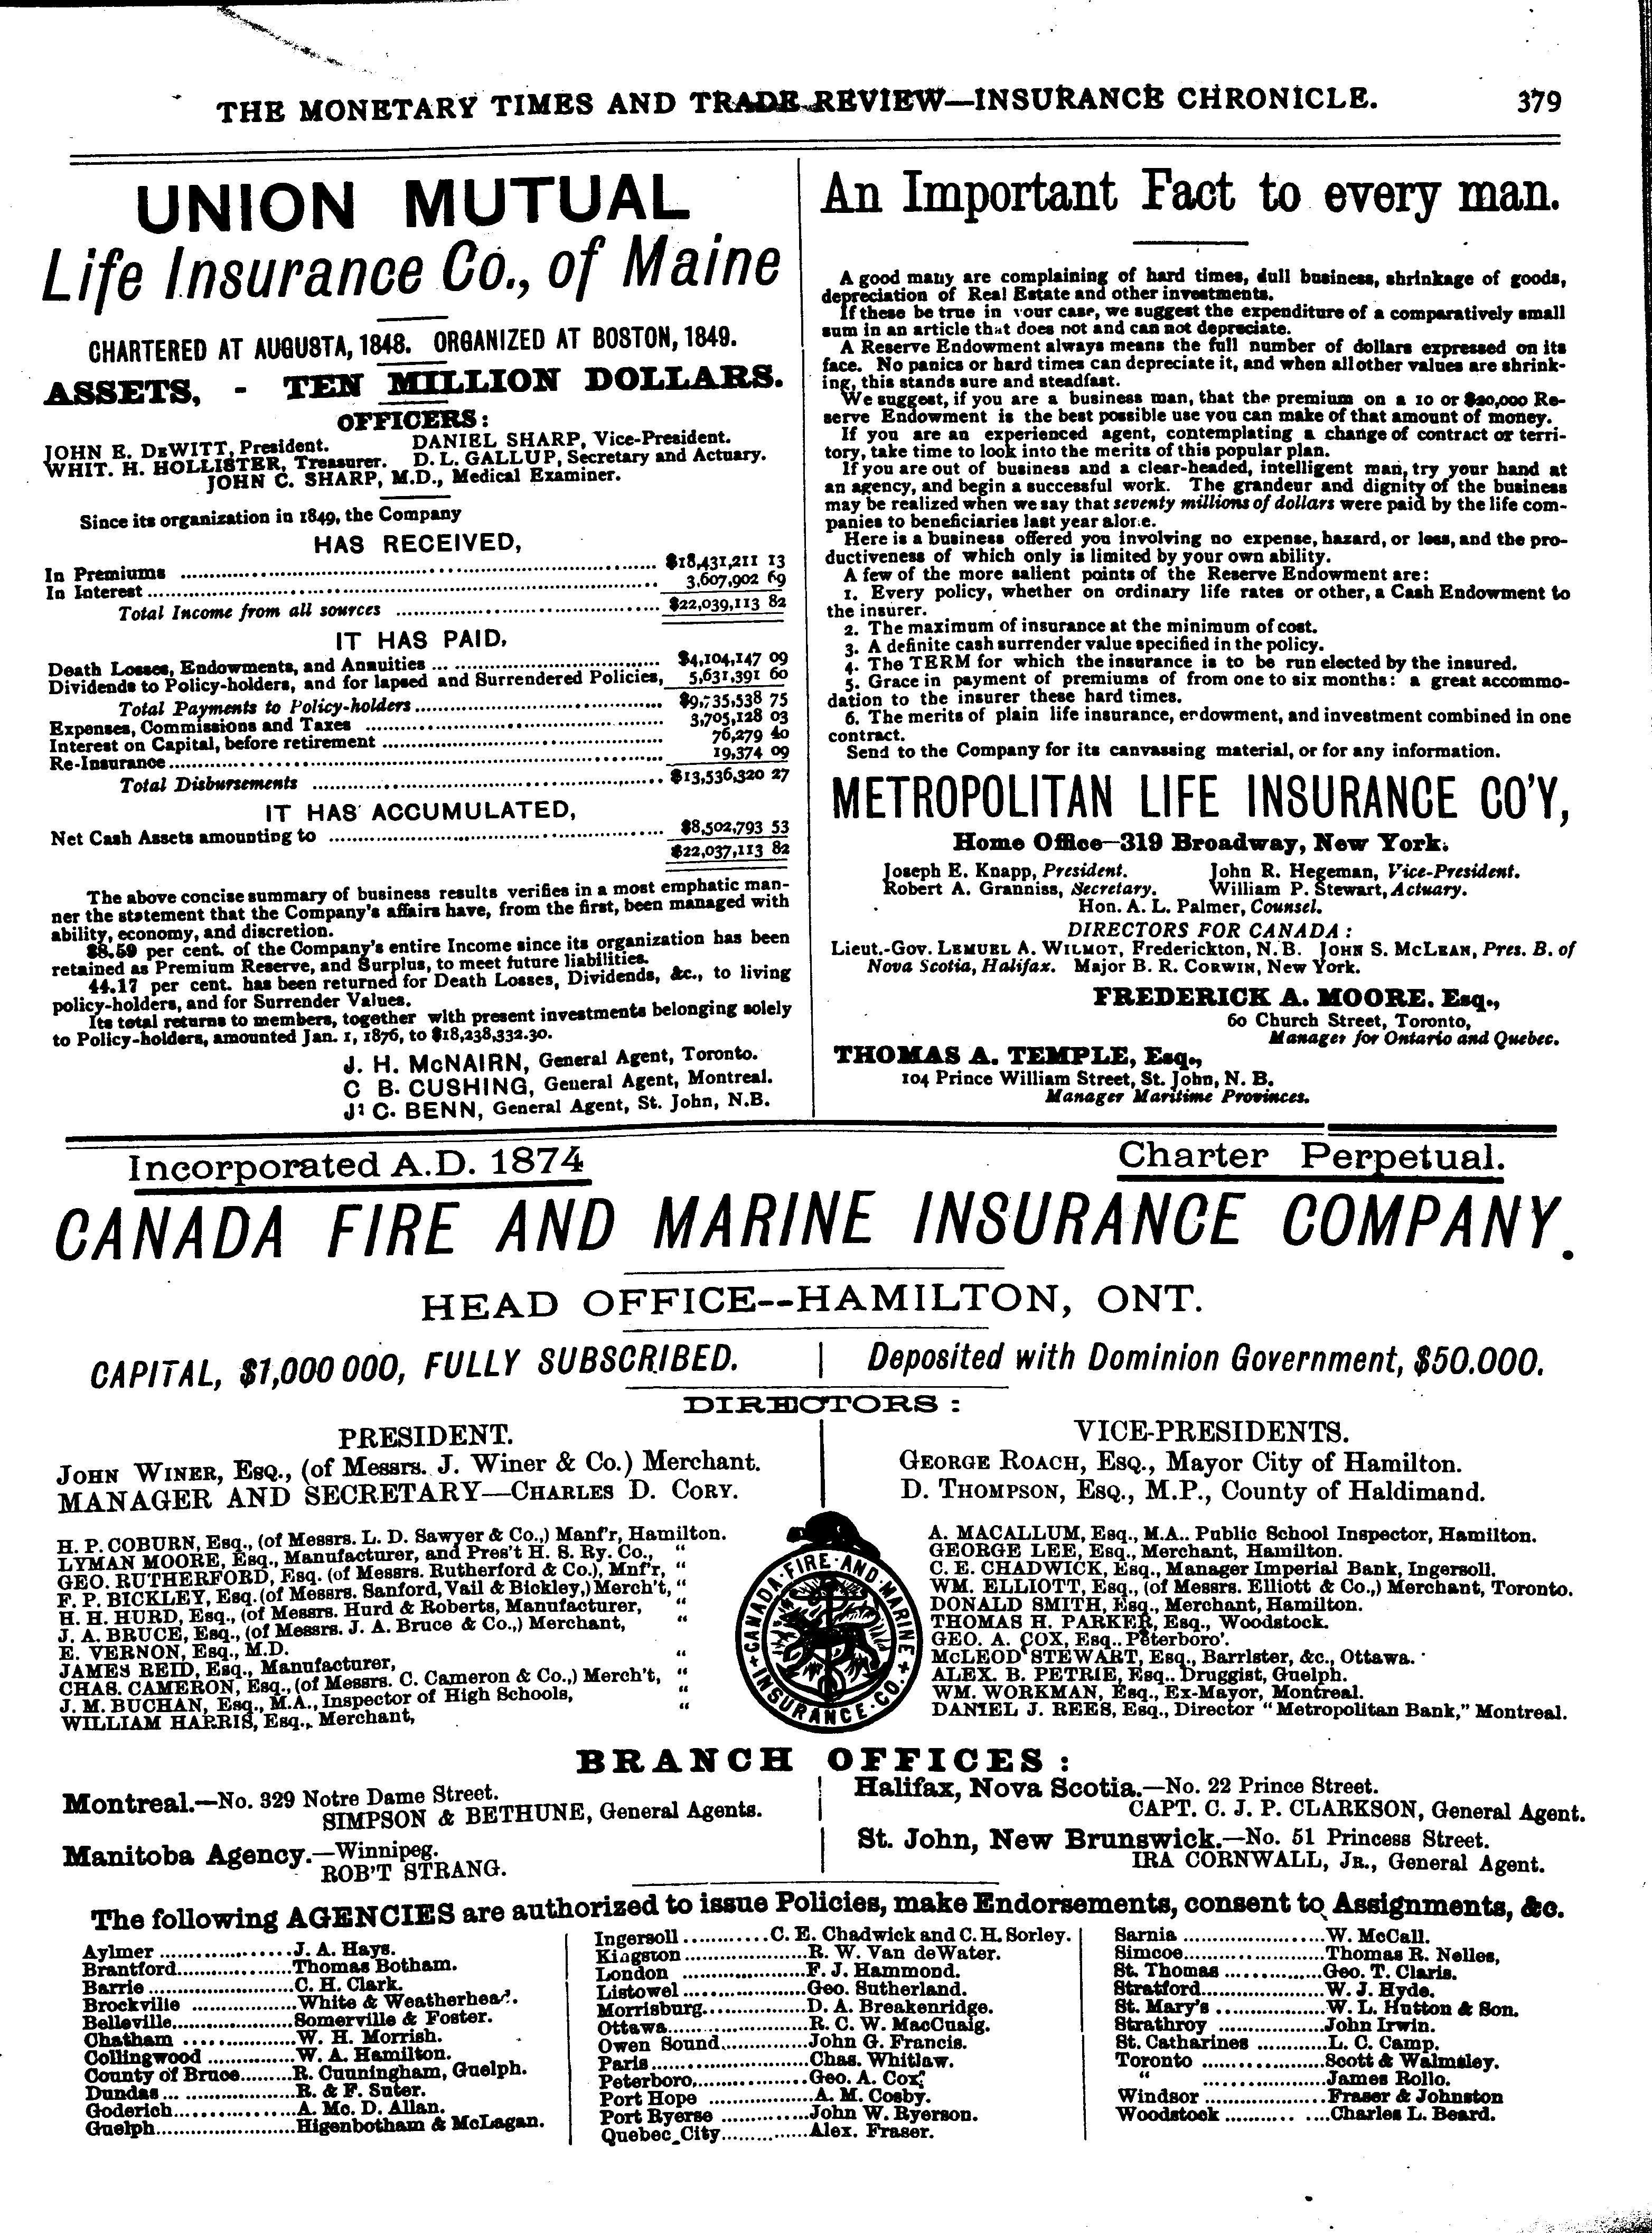 THE MONETARY TIMES AND TRADE REVIEW—INSURANCE CHRONICLE.
379
UNION MUTUAL
Life Insurance Co., of Maine
CHARTERED AT AUGUSTA, 1848. ORGANIZED AT BOSTON, 1849.
ASSETS, - TEN MILLION DOLLARS.
OFFICERS:
JOHN E. DEWITT, President. DANIEL SHARP, Vice-President.
WHIT. H. HOLLISTER, Treasurer. D. L. GALLUP, Secretary and Actuary.
JOHN C. SHARP, M.D., Medical Examiner.
Since its organization in 1849, the Company
HAS RECEIVED,
In Premiums ........ $18,431,211 13
In Interest ........ 3,607,902 69
Total Income from all sources ........ $22,039,113 82
IT HAS PAID,
Death Losses, Endowments, and Annuities ........ $4,104,147 09
Dividends to Policy-holders, and for lapsed and Surrendered Policies, 5,631,391 60
Total Payments to Policy-holders ........ $9,735,538 75
Expenses, Commissions and Taxes ........ 3,705,128 03
Interest on Capital, before retirement ........ 76,279 40
Re-Insurance ........ 19,374 09
Total Disbursements ........ $13,536,320 27
IT HAS ACCUMULATED,
Net Cash Assets amounting to ........ $8,502,793 53
$22,037,113 82
The above concise summary of business results verifies in a most emphatic man-
ner the statement that the Company's affairs have, from the first, been managed with
ability, economy, and discretion.
$8.59 per cent. of the Company's entire Income since its organization has been
retained as Premium Reserve, and Surplus, to meet future liabilities.
44.17 per cent. has been returned for Death Losses, Dividends, &c., to living
policy-holders, and for Surrender Values.
Its total returns to members, together with present investments belonging solely
to Policy-holders, amounted Jan. 1, 1876, to $18,238,332.30.
J. H. McNAIRN, General Agent, Toronto.
C B. CUSHING, General Agent, Montreal.
J. C. BENN, General Agent, St. John, N.B.
An Important Fact to every man.
A good many are complaining of hard times, dull business, shrinkage of goods,
depreciation of Real Estate and other investments.
If these be true in your case, we suggest the expenditure of a comparatively small
sum in an article that does not and can not depreciate.
A Reserve Endowment always means the full number of dollars expressed on its
face. No panics or hard times can depreciate it, and when all other values are shrink-
ing, this stands sure and steadfast.
We suggest, if you are a business man, that the premium on a 10 or $20,000 Re-
serve Endowment is the best possible use you can make of that amount of money.
If you are an experienced agent, contemplating a change of contract or terri-
tory, take time to look into the merits of this popular plan.
If you are out of business and a clear-headed, intelligent man, try your hand at
an agency, and begin a successful work. The grandeur and dignity of the business
may be realized when we say that seventy millions of dollars were paid by the life com-
panies to beneficiaries last year alone.
Here is a business offered you involving no expense, hazard, or loss, and the pro-
ductiveness of which only is limited by your own ability.
A few of the more salient points of the Reserve Endowment are:
1. Every policy, whether on ordinary life rates or other, a Cash Endowment to
the insurer.
2. The maximum of insurance at the minimum of cost.
3. A definite cash surrender value specified in the policy.
4. The TERM for which the insurance is to be run elected by the insured.
5. Grace in payment of premiums of from one to six months: a great accommo-
dation to the insurer these hard times.
6. The merits of plain life insurance, endowment, and investment combined in one
contract.
Send to the Company for its canvassing material, or for any information.
METROPOLITAN LIFE INSURANCE CO'Y,
Home Office—319 Broadway, New York.
Joseph E. Knapp, President. John R. Hegeman, Vice-President.
Robert A. Granniss, Secretary. William P. Stewart, Actuary.
Hon. A. L. Palmer, Counsel.
DIRECTORS FOR CANADA:
Lieut.-Gov. LEMUEL A. WILMOT, Frederickton, N.B. JOHN S. MCLEAN, Pres. B. of
Nova Scotia, Halifax. Major B. R. CORWIN, New York.
FREDERICK A. MOORE. Esq.,
60 Church Street, Toronto,
Manager for Ontario and Quebec.
THOMAS A. TEMPLE, Esq.,
104 Prince William Street, St. John, N. B.
Manager Maritime Provinces.
Incorporated A.D. 1874
Charter Perpetual.
CANADA FIRE AND MARINE INSURANCE COMPANY.
HEAD OFFICE--HAMILTON, ONT.
CAPITAL, $1,000 000, FULLY SUBSCRIBED. | Deposited with Dominion Government, $50.000.
DIRECTORS:
PRESIDENT.
JOHN WINER, ESQ., (of Messrs. J. Winer & Co.) Merchant.
MANAGER AND SECRETARY—CHARLES D. CORY.
VICE-PRESIDENTS.
GEORGE ROACH, ESQ., Mayor City of Hamilton.
D. THOMPSON, ESQ., M.P., County of Haldimand.
H. P. COBURN, Esq., (of Messrs. L. D. Sawyer & Co.,) Manf'r, Hamilton.
LYMAN MOORE, Esq., Manufacturer, and Pres't H. S. Ry. Co., "
GEO. RUTHERFORD, Esq. (of Messrs. Rutherford & Co.), Mnf'r, "
F. P. BICKLEY, Esq. (of Messrs. Sanford, Vail & Bickley,) Merch't, "
H. H. HURD, Esq., (of Messrs. Hurd & Roberts, Manufacturer, "
J. A. BRUCE, Esq., (of Messrs. J. A. Bruce & Co.,) Merchant, "
E. VERNON, Esq., M.D.
JAMES REID, Esq., Manufacturer, "
CHAS. CAMERON, Esq., (of Messrs. C. Cameron & Co.,) Merch't, "
J. M. BUCHAN, Esq., M.A., Inspector of High Schools, "
WILLIAM HARRIS, Esq., Merchant, "
CANADA·FIRE·AND·MARINE
INSURANCE·CO.
A. MACALLUM, Esq., M.A.. Public School Inspector, Hamilton.
GEORGE LEE, Esq., Merchant, Hamilton.
C. E. CHADWICK, Esq., Manager Imperial Bank, Ingersoll.
WM. ELLIOTT, Esq., (of Messrs. Elliott & Co.,) Merchant, Toronto.
DONALD SMITH, Esq., Merchant, Hamilton.
THOMAS H. PARKER, Esq., Woodstock.
GEO. A. COX, Esq.. Peterboro'.
McLEOD STEWART, Esq., Barrister, &c., Ottawa.
ALEX. B. PETRIE, Esq.. Druggist, Guelph.
WM. WORKMAN, Esq., Ex-Mayor, Montreal.
DANIEL J. REES, Esq., Director "Metropolitan Bank," Montreal.
BRANCH OFFICES:
Montreal.—No. 329 Notre Dame Street.
SIMPSON & BETHUNE, General Agents.
Manitoba Agency.—Winnipeg.
ROB'T STRANG.
Halifax, Nova Scotia.—No. 22 Prince Street.
CAPT. C. J. P. CLARKSON, General Agent.
St. John, New Brunswick.—No. 51 Princess Street.
IRA CORNWALL, JR., General Agent.
The following AGENCIES are authorized to issue Policies, make Endorsements, consent to Assignments, &c.
Aylmer ........ J. A. Hays.
Brantford ........ Thomas Botham.
Barrie ........ C. H. Clark.
Brockville ........ White & Weatherhead.
Belleville ........ Somerville & Foster.
Chatham ........ W. H. Morrish.
Collingwood ........ W. A. Hamilton.
County of Bruce ........ R. Cunningham, Guelph.
Dundas ........ R. & F. Suter.
Goderich ........ A. Mc. D. Allan.
Guelph ........ Higenbotham & McLagan.
Ingersoll ........ C. E. Chadwick and C. H. Sorley.
Kingston ........ R. W. Van deWater.
London ........ F. J. Hammond.
Listowel ........ Geo. Sutherland.
Morrisburg ........ D. A. Breakenridge.
Ottawa ........ R. C. W. MacCuaig.
Owen Sound ........ John G. Francis.
Paris ........ Chas. Whitlaw.
Peterboro ........ Geo. A. Cox.
Port Hope ........ A. M. Cosby.
Port Ryerse ........ John W. Ryerson.
Quebec City ........ Alex. Fraser.
Sarnia ........ W. McCall.
Simcoe ........ Thomas R. Nelles,
St. Thomas ........ Geo. T. Claris.
Stratford ........ W. J. Hyde.
St. Mary's ........ W. L. Hutton & Son.
Strathroy ........ John Irwin.
St. Catharines ........ L. C. Camp.
Toronto ........ Scott & Walmsley.
" ........ James Rollo.
Windsor ........ Fraser & Johnston
Woodstock ........ Charles L. Beard.